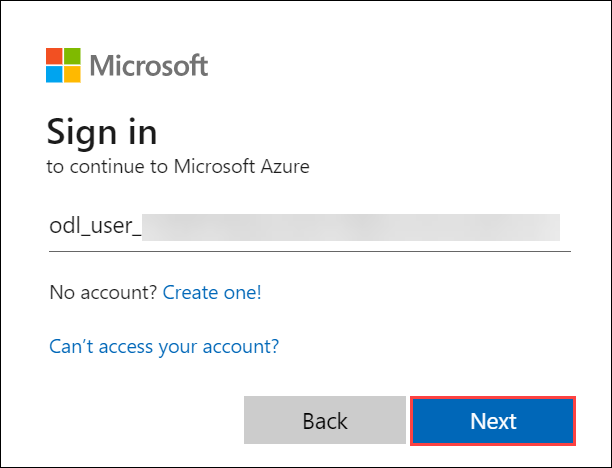 Microsoft
Sign in
to continue to Microsoft Azure
odl_user_
No account? Create one!
Can't access your account?
Back
Next